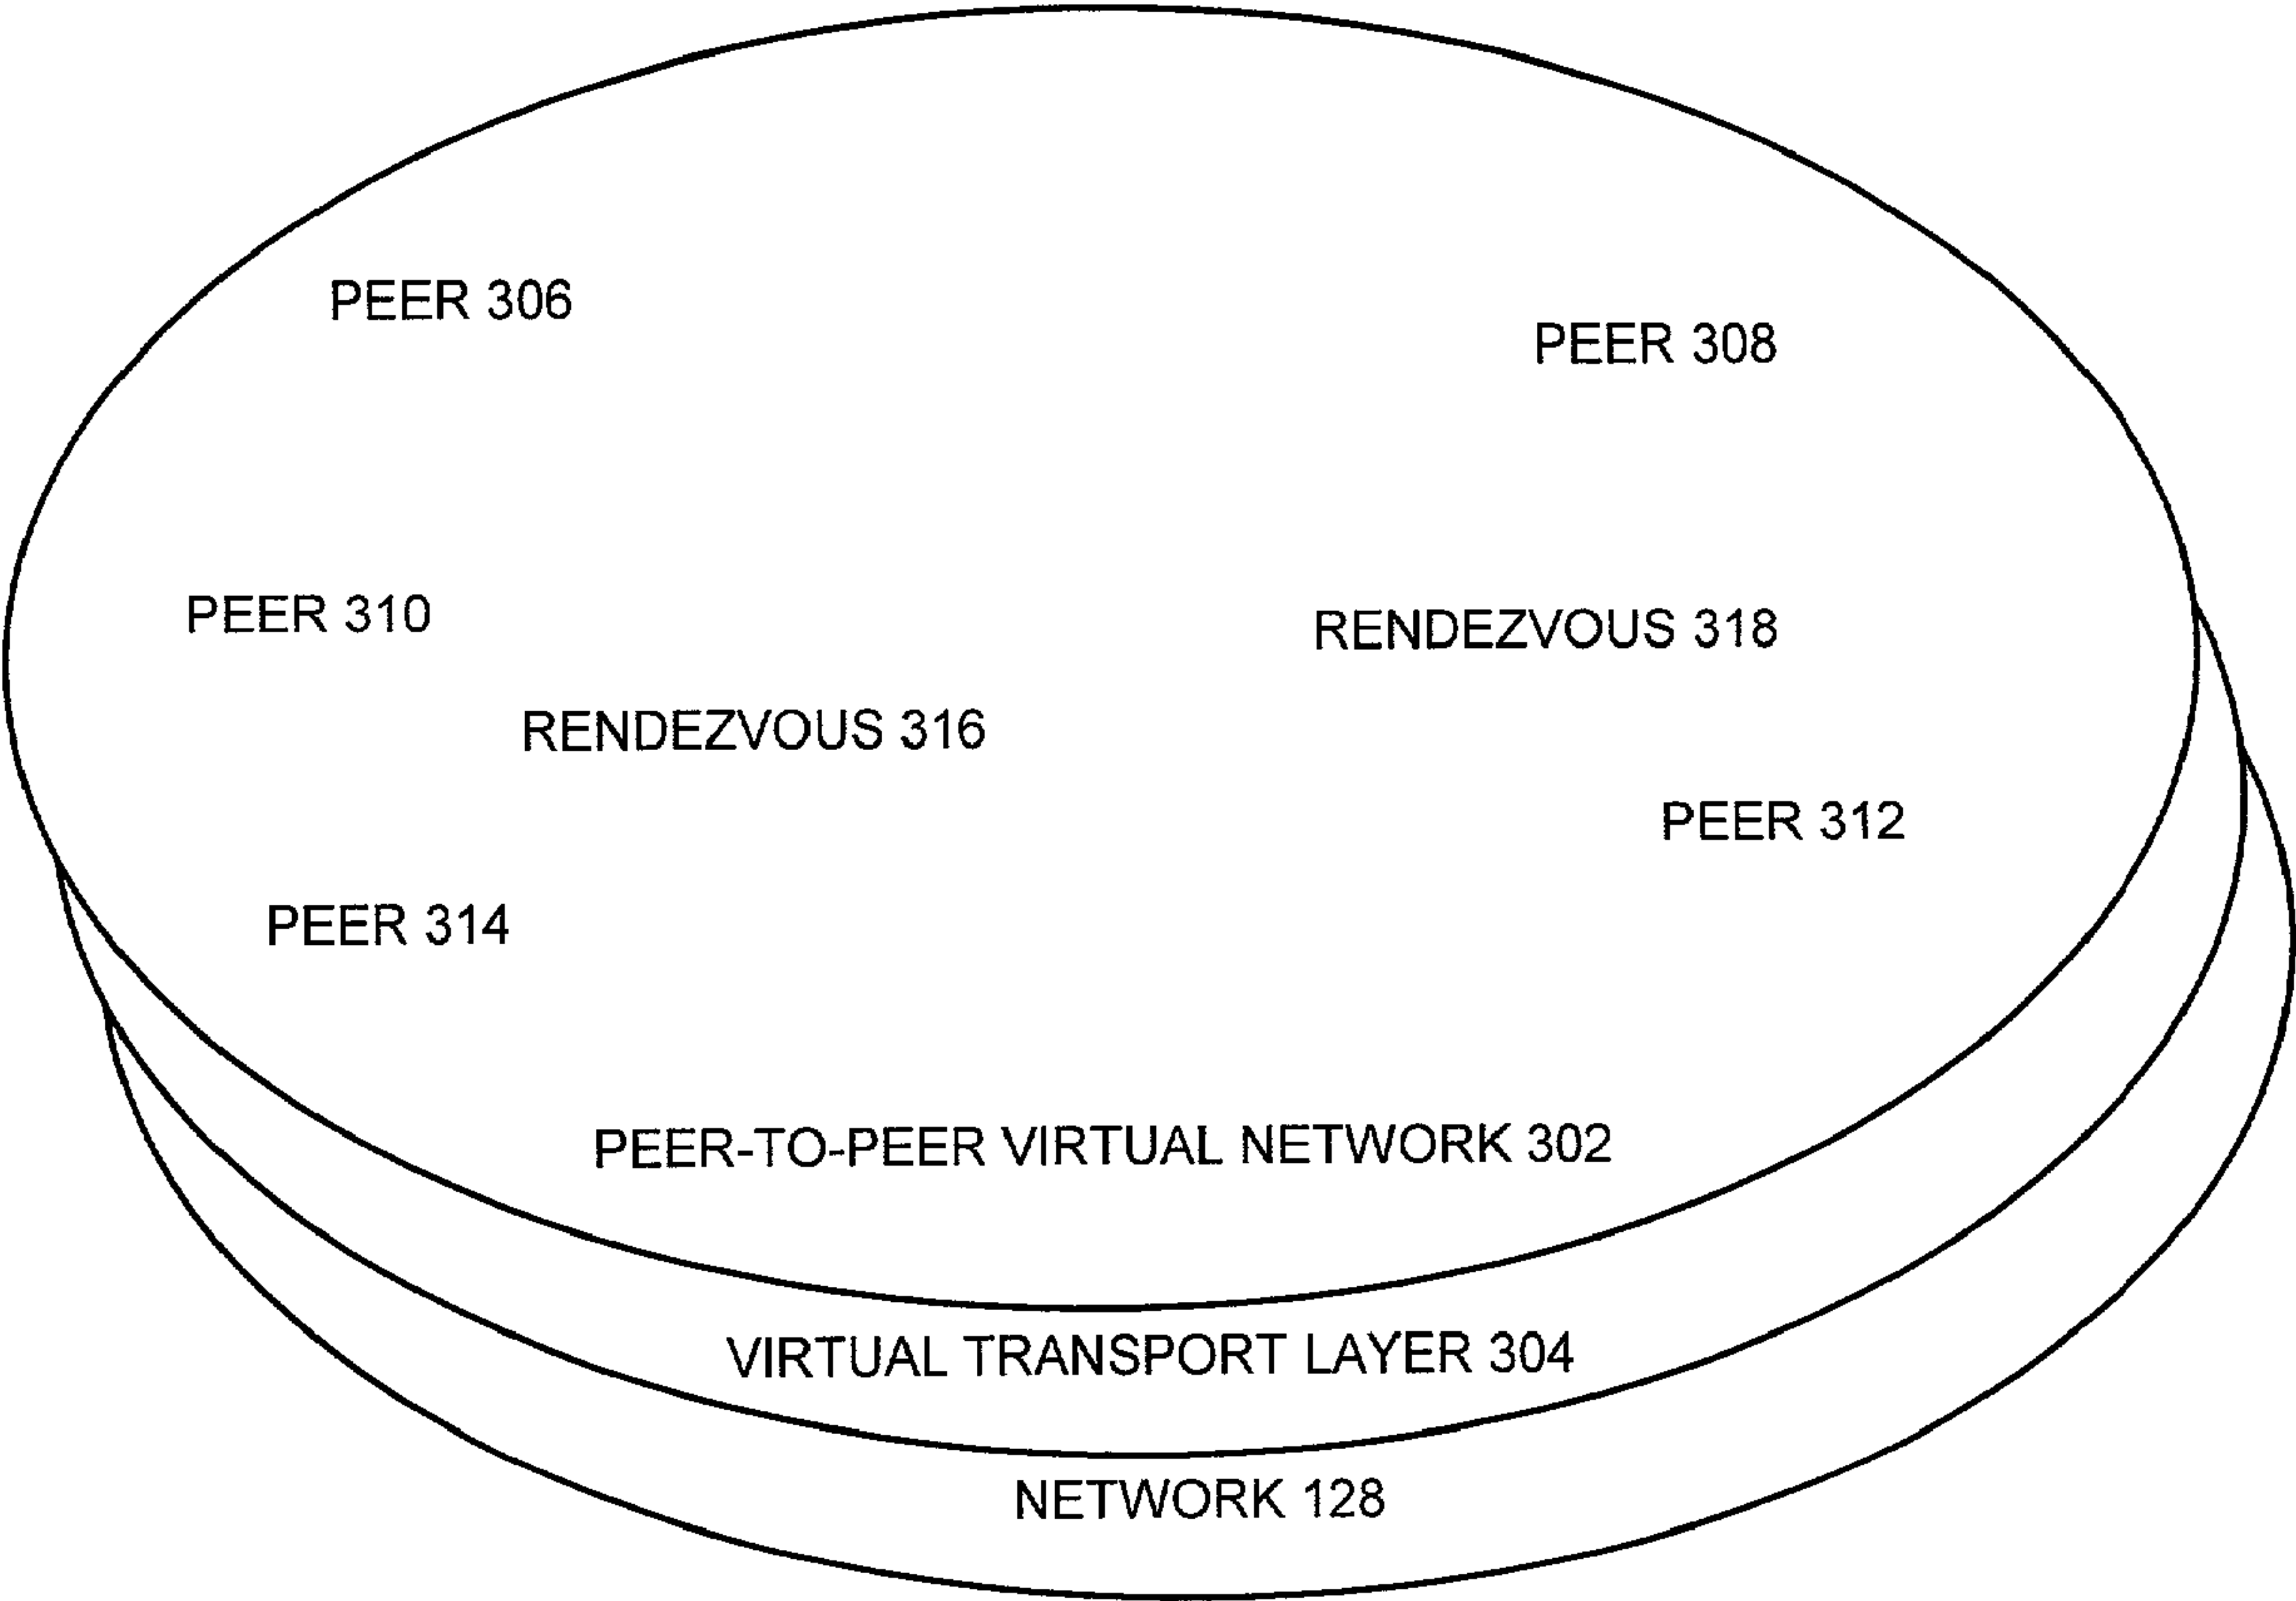 PEER 306
PEER 308
PEER 310
RENDEZVOUS 318
RENDEZVOUS 316
PEER 312
PEER 314
PEER-TO-PEER VIRTUAL NETWORK 302
VIRTUAL TRANSPORT LAYER 304
NETWORK 128